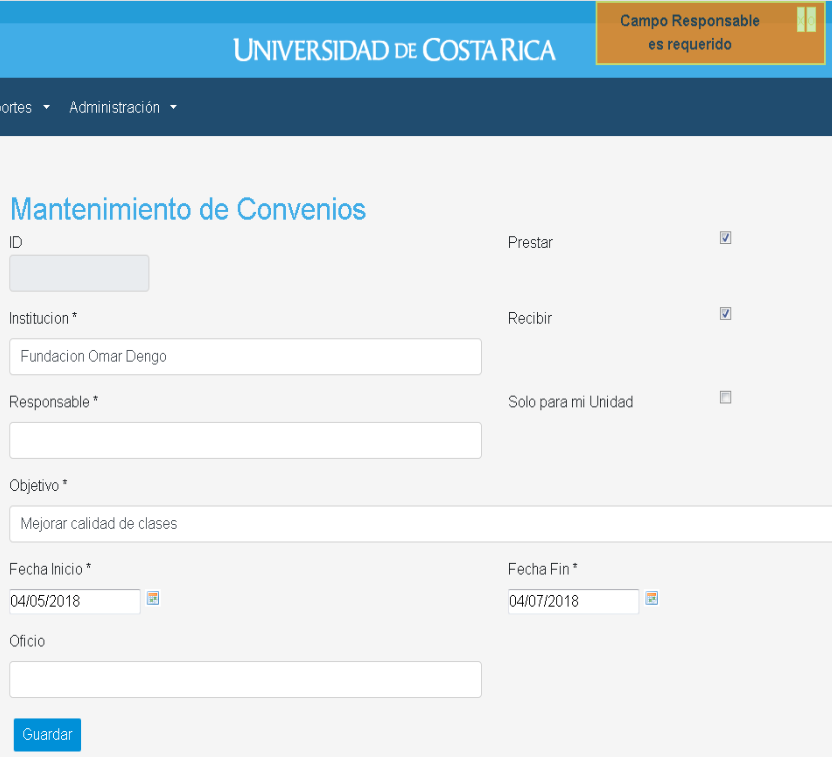 Campo Responsable
es requerido
UNIVERSIDAD DE COSTA RICA
ortes Administración
Mantenimiento de Convenios
ID
Prestar
Institucion *
Recibir
Fundacion Omar Dengo
Responsable *
Solo para mi Unidad
Objetivo *
Mejorar calidad de clases
Fecha Inicio *
Fecha Fin *
04/05/2018
04/07/2018
Oficio
Guardar